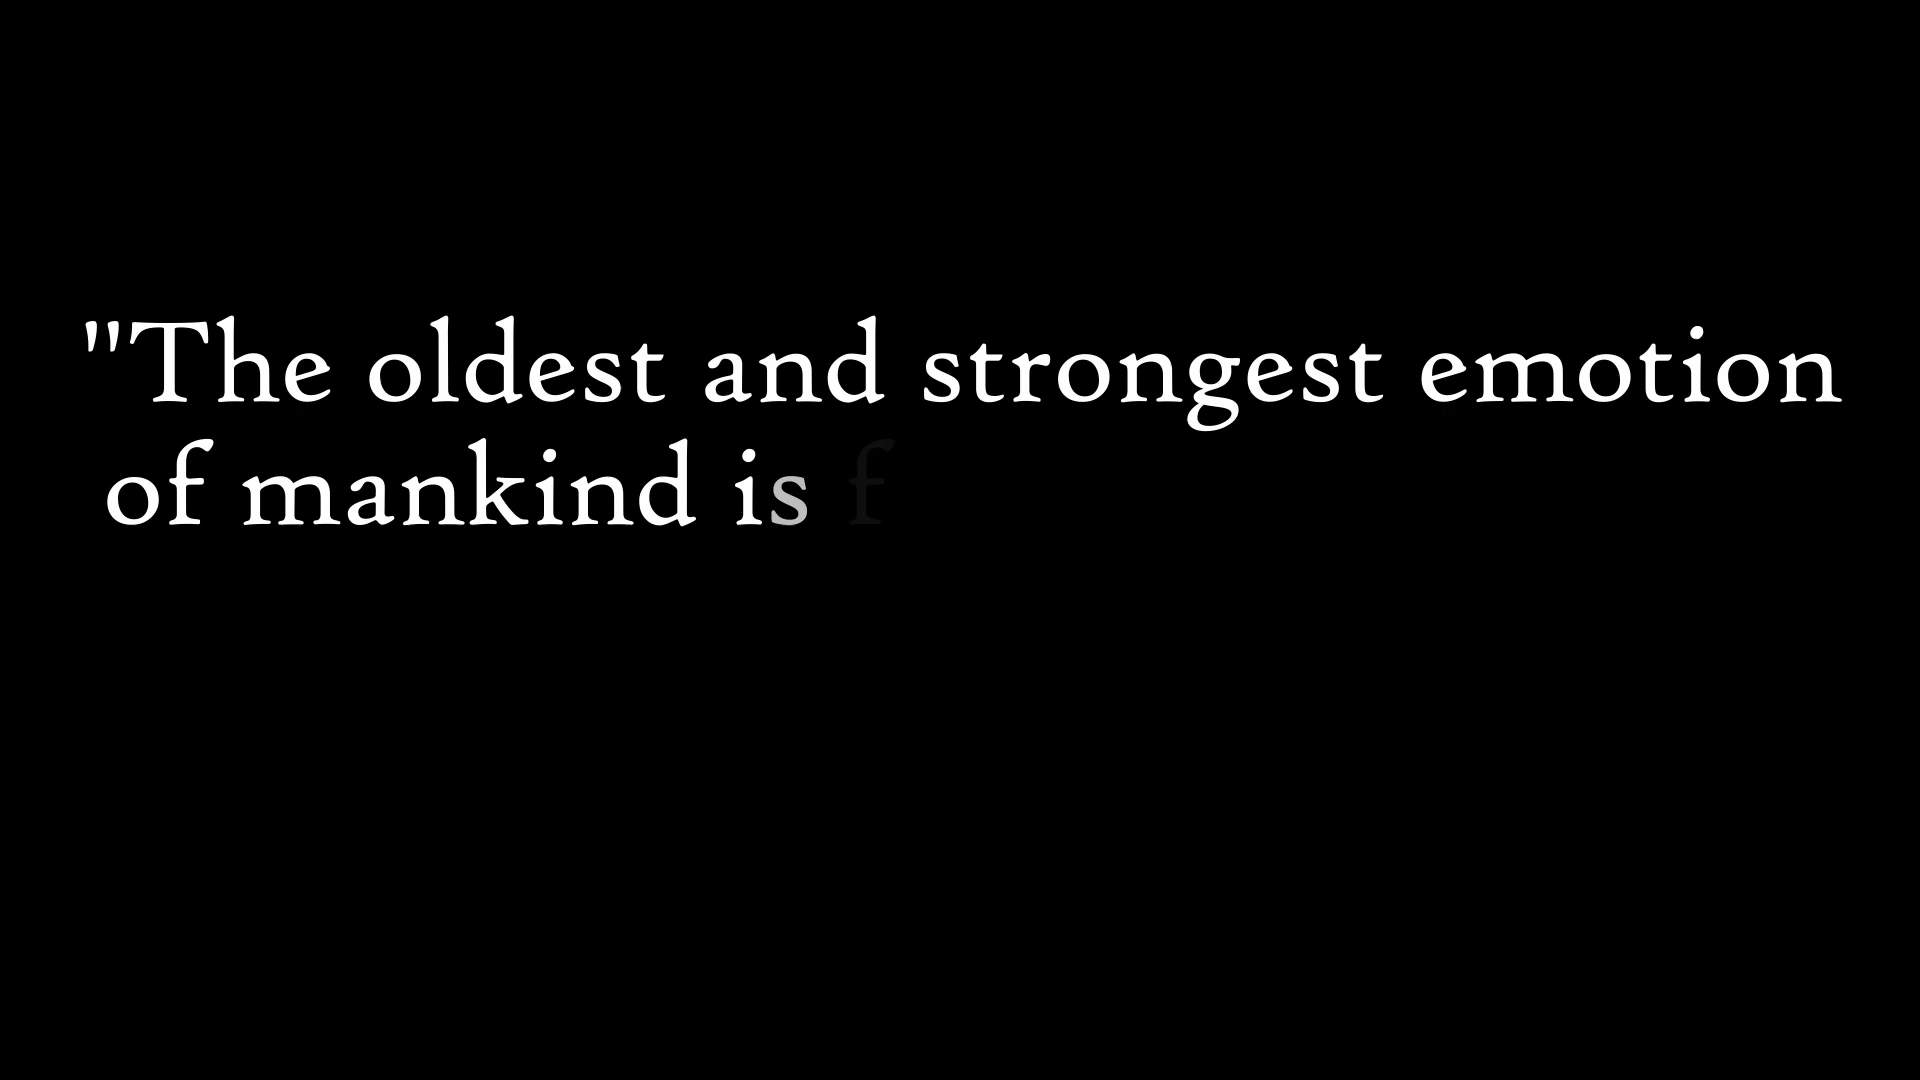 "The oldest and strongest emotion
of mankind is f